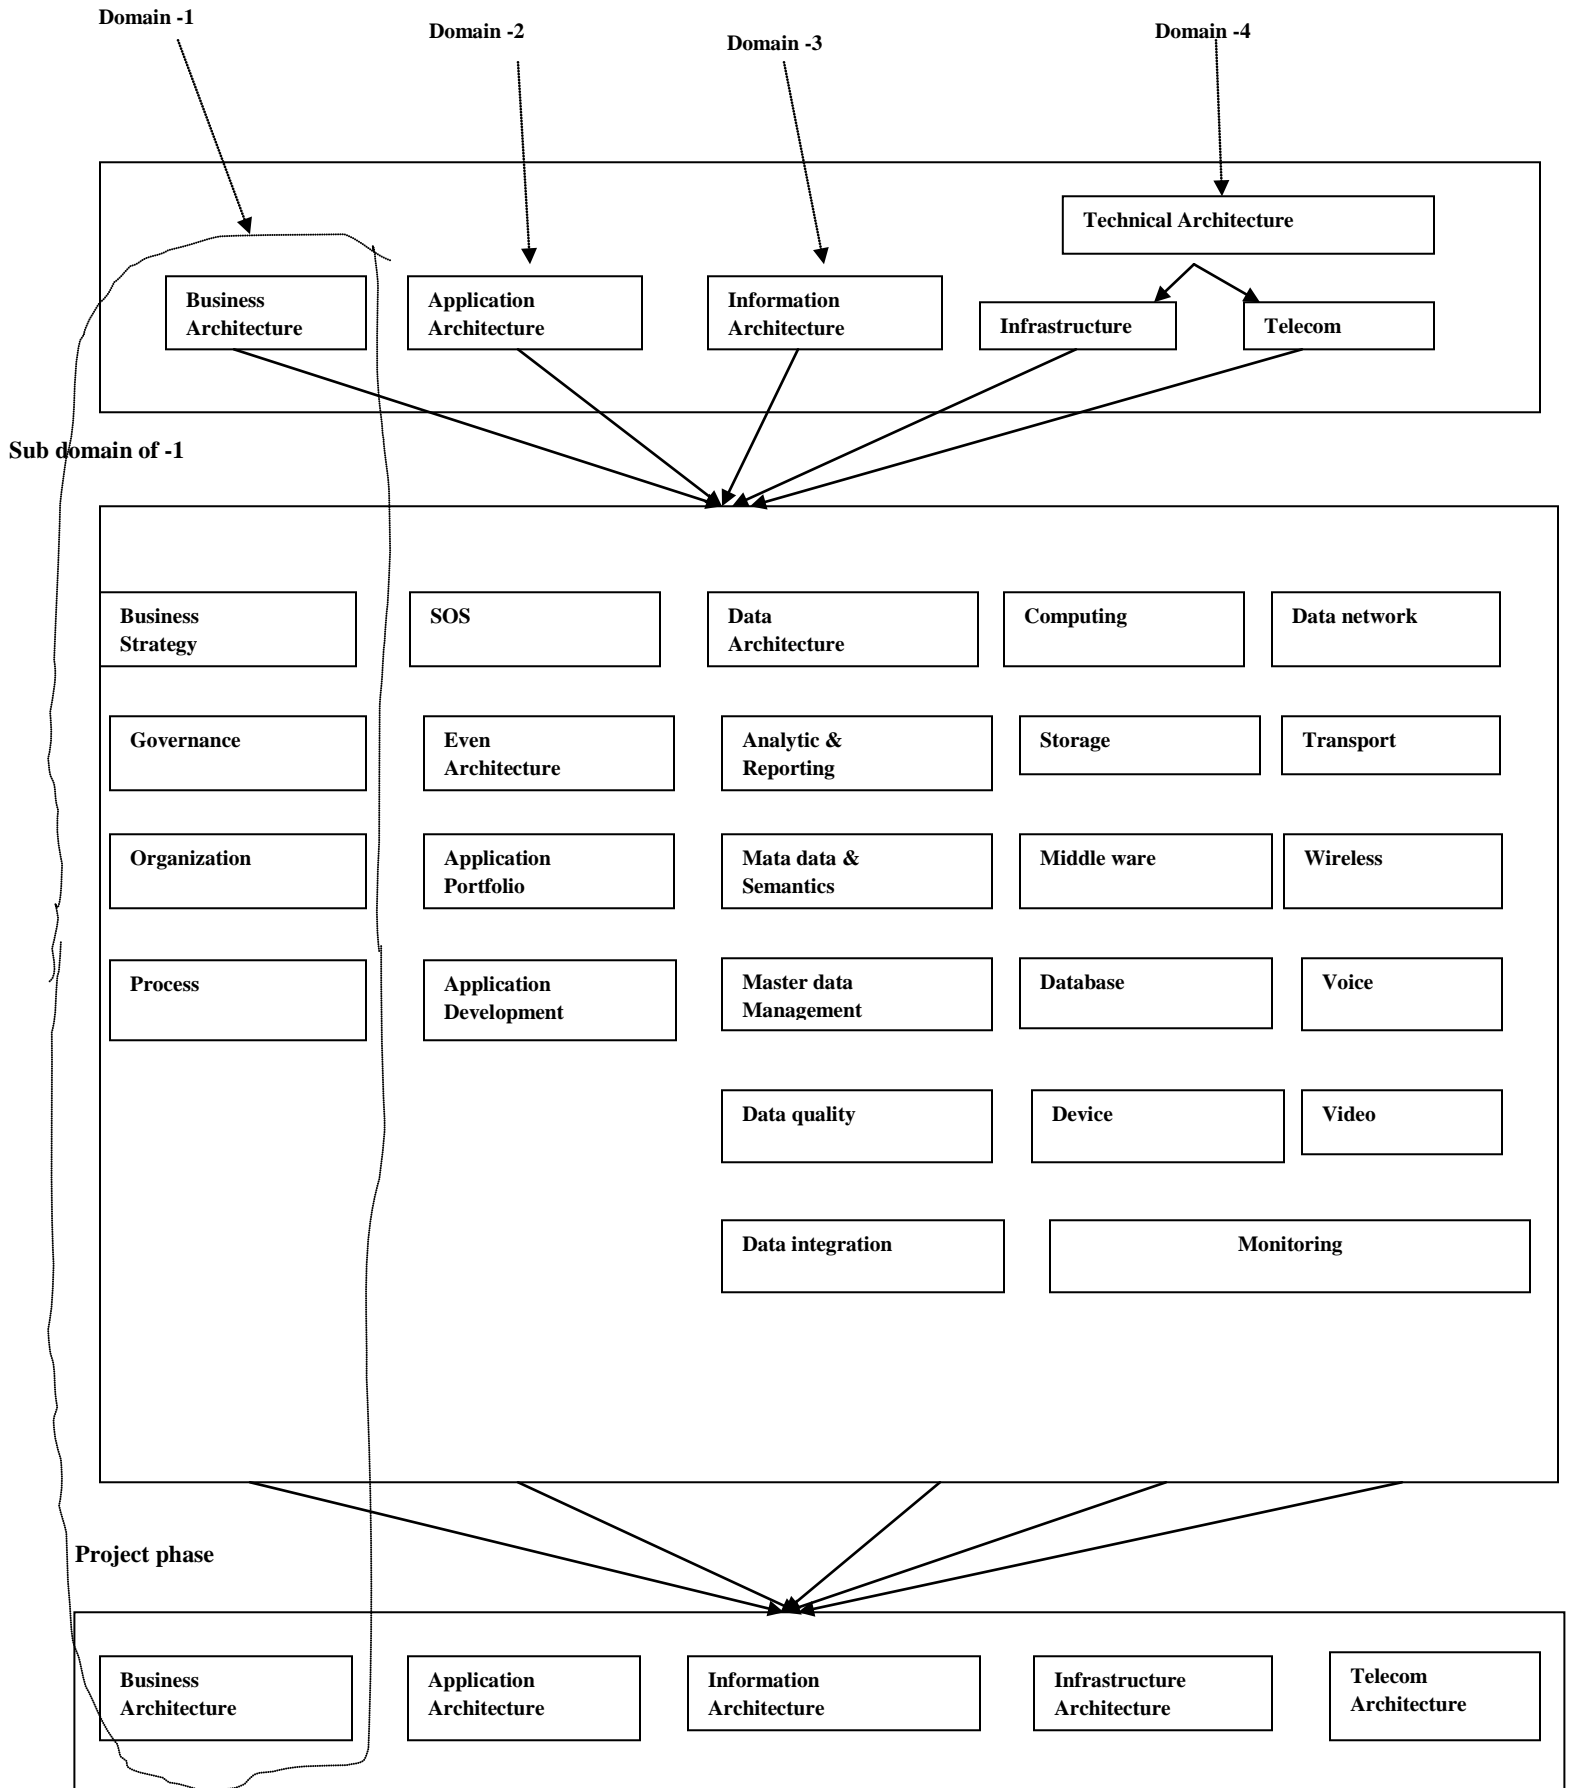 Domain -1
Domain -2
Domain -3
Domain -4
Technical Architecture
Business
Architecture
Application
Architecture
Information
Architecture
Infrastructure
Telecom
Sub domain of -1
Business
Strategy
SOS
Data
Architecture
Computing
Data network
Governance
Even
Architecture
Analytic &
Reporting
Storage
Transport
Organization
Application
Portfolio
Mata data &
Semantics
Middle ware
Wireless
Process
Application
Development
Master data
Management
Database
Voice
Data quality
Device
Video
Data integration
Monitoring
Project phase
Business
Architecture
Application
Architecture
Information
Architecture
Infrastructure
Architecture
Telecom
Architecture